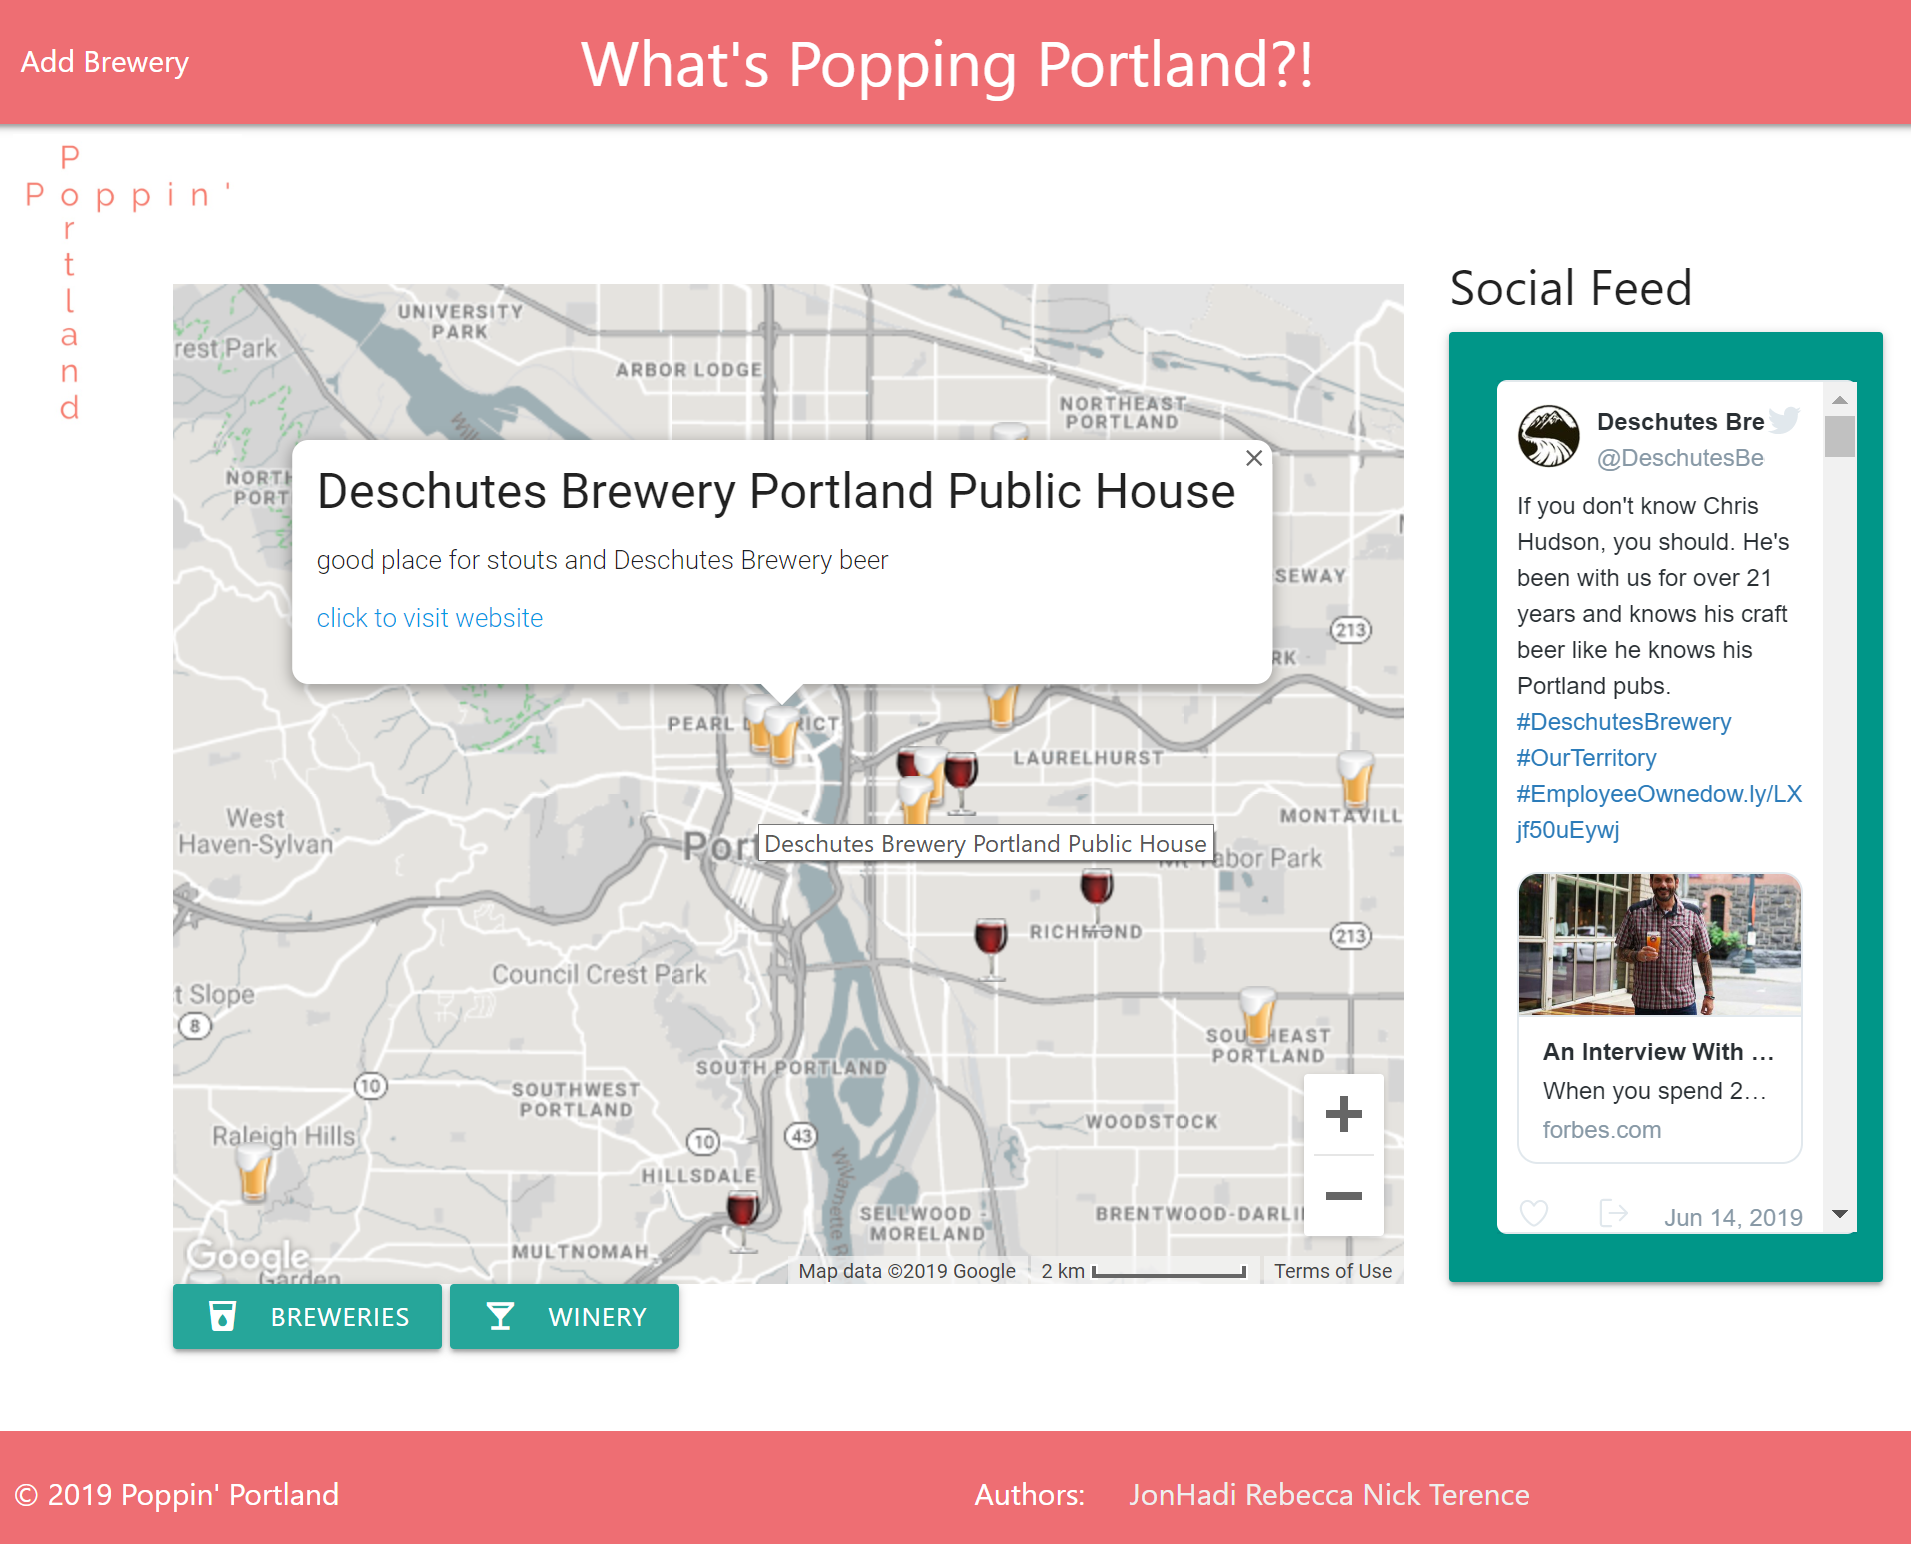 Add Brewery
What's Popping Portland?!
P
Poppin'
o
r
t
l
a
n
d
UNIVERSITY
PARK
rest Park
ARBOR LODGE
NORTHEAST
PORTLAND
NORTH
PORT
Deschutes Brewery Portland Public House
good place for stouts and Deschutes Brewery beer
click to visit website
SEWAY
213
RK
PEARL D RICT
LAURELHURST
MONTAVILL
West
Haven-Sylvan
Port
Deschutes Brewery Portland Public House
Mt Tabor Park
RICHMOND
213
Council Crest Park
t Slope
8
SOUTHEAST
PORTLAND
SOUTH PORTLAND
10
SOUTHWEST
PORTLAND
WOODSTOCK
Raleigh Hills
10
43
HILLSDALE
Willamette R
SELLWOOD -
MORELAND
BRENTWOOD-DARLI
MULTNOMAH
Google
Garden
Map data ©2019 Google
2 km
Terms of Use
BREWERIES
WINERY
Social Feed
Deschutes Bre
@DeschutesBe
If you don't know Chris
Hudson, you should. He's
been with us for over 21
years and knows his craft
beer like he knows his
Portland pubs.
#DeschutesBrewery
#OurTerritory
#EmployeeOwnedow.ly/LX
jf50uEywj
An Interview With ...
When you spend 2...
forbes.com
Jun 14, 2019
© 2019 Poppin' Portland
Authors:
JonHadi Rebecca Nick Terence